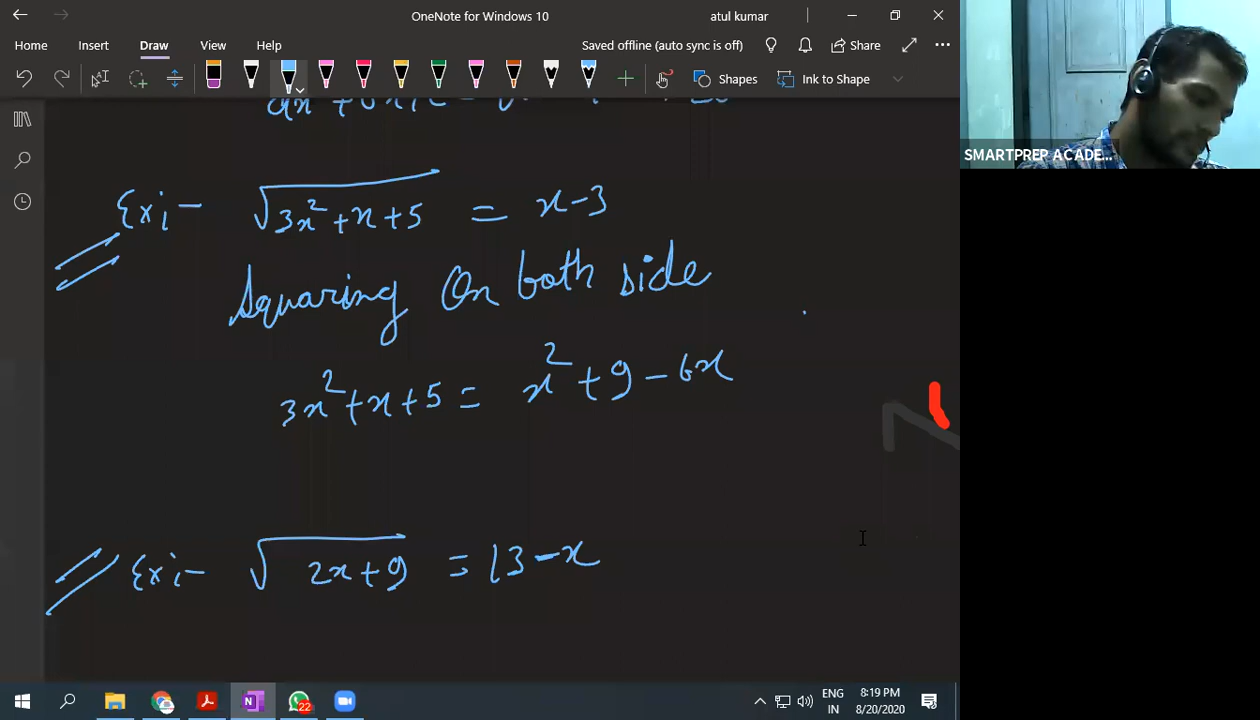 OneNote for Windows 10
atul kumar
Home Insert Draw View Help
Saved offline (auto sync is off)
Share
Shapes
Ink to Shape
SMARTPREP ACADE...
Ex;- √3x²+x+5 = x-3
Squaring On both side
3x²+x+5 = x²+9-6x
Ex;- √2x+9 = 13-x
22
ENG
IN
8:19 PM
8/20/2020